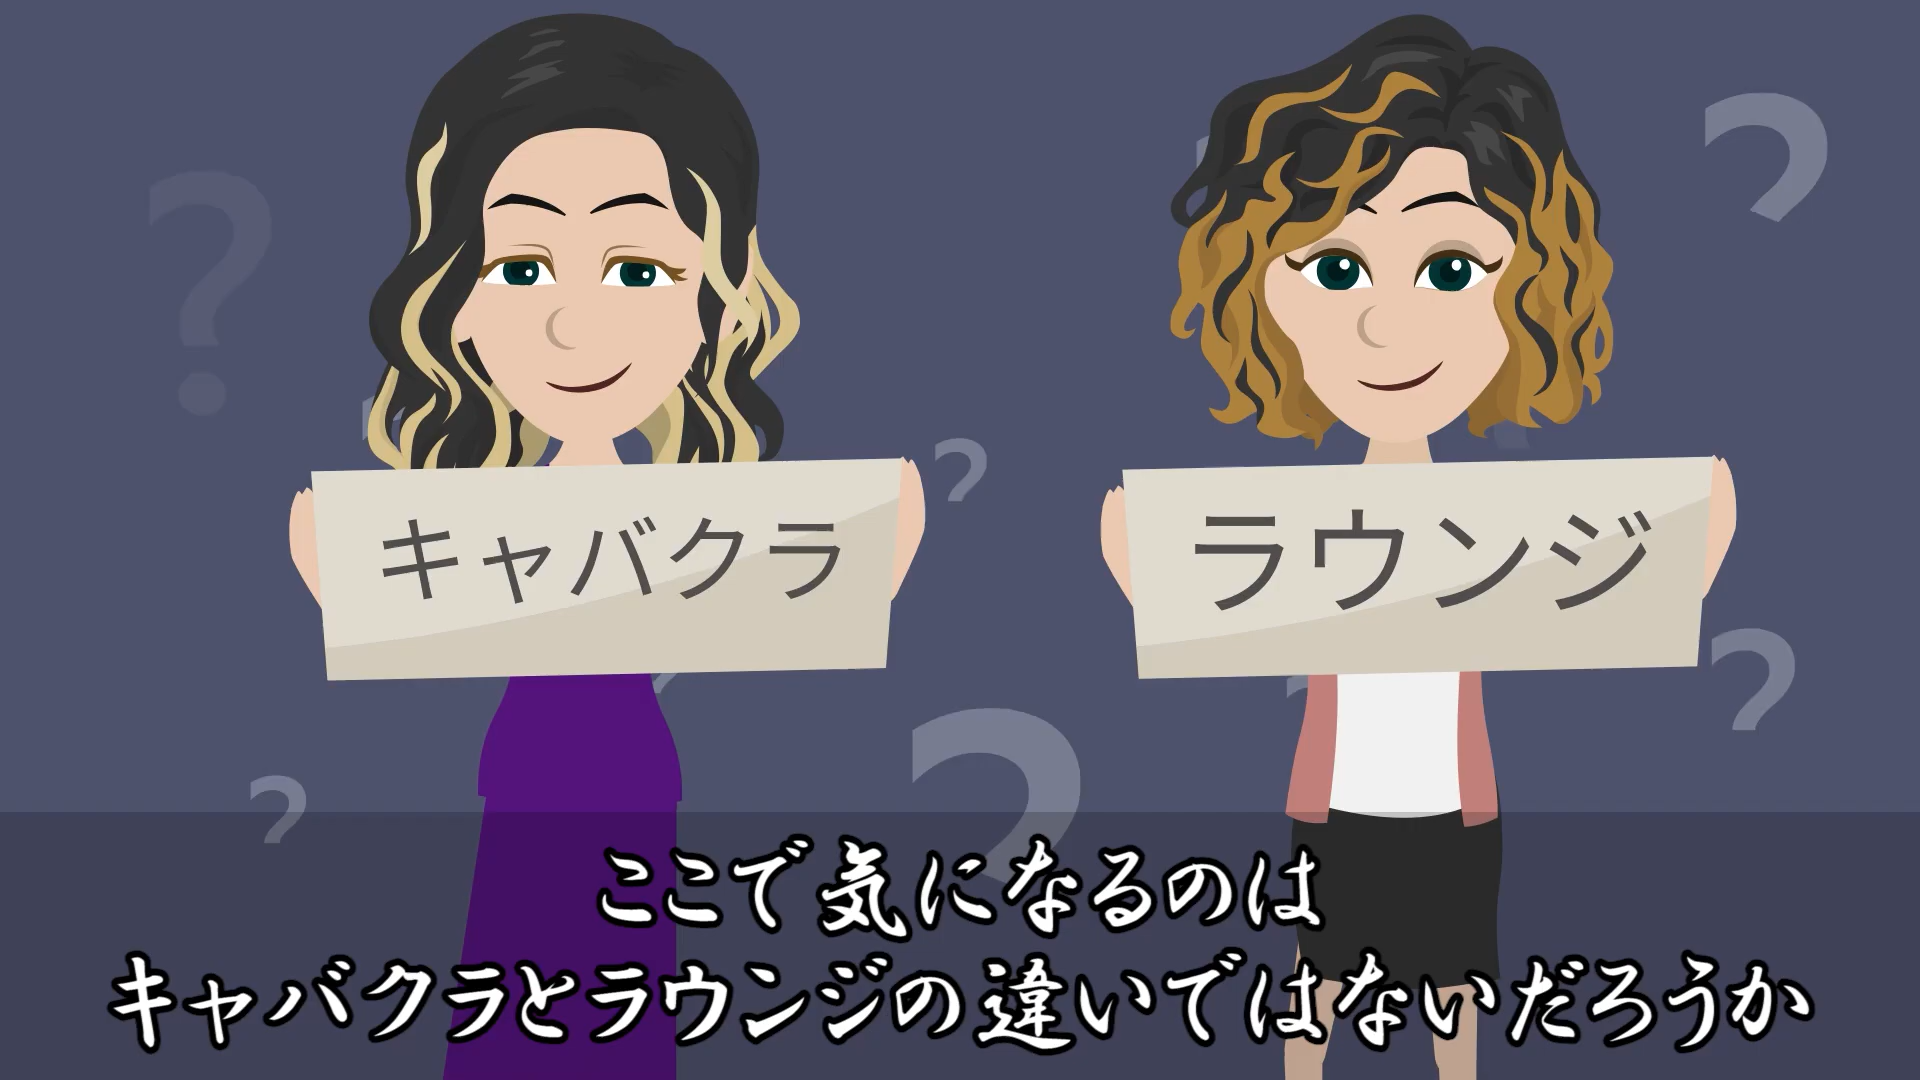 キャバクラ
ラウンジ
ここで気になるのは
キャバクラとラウンジの違いではないだろうか